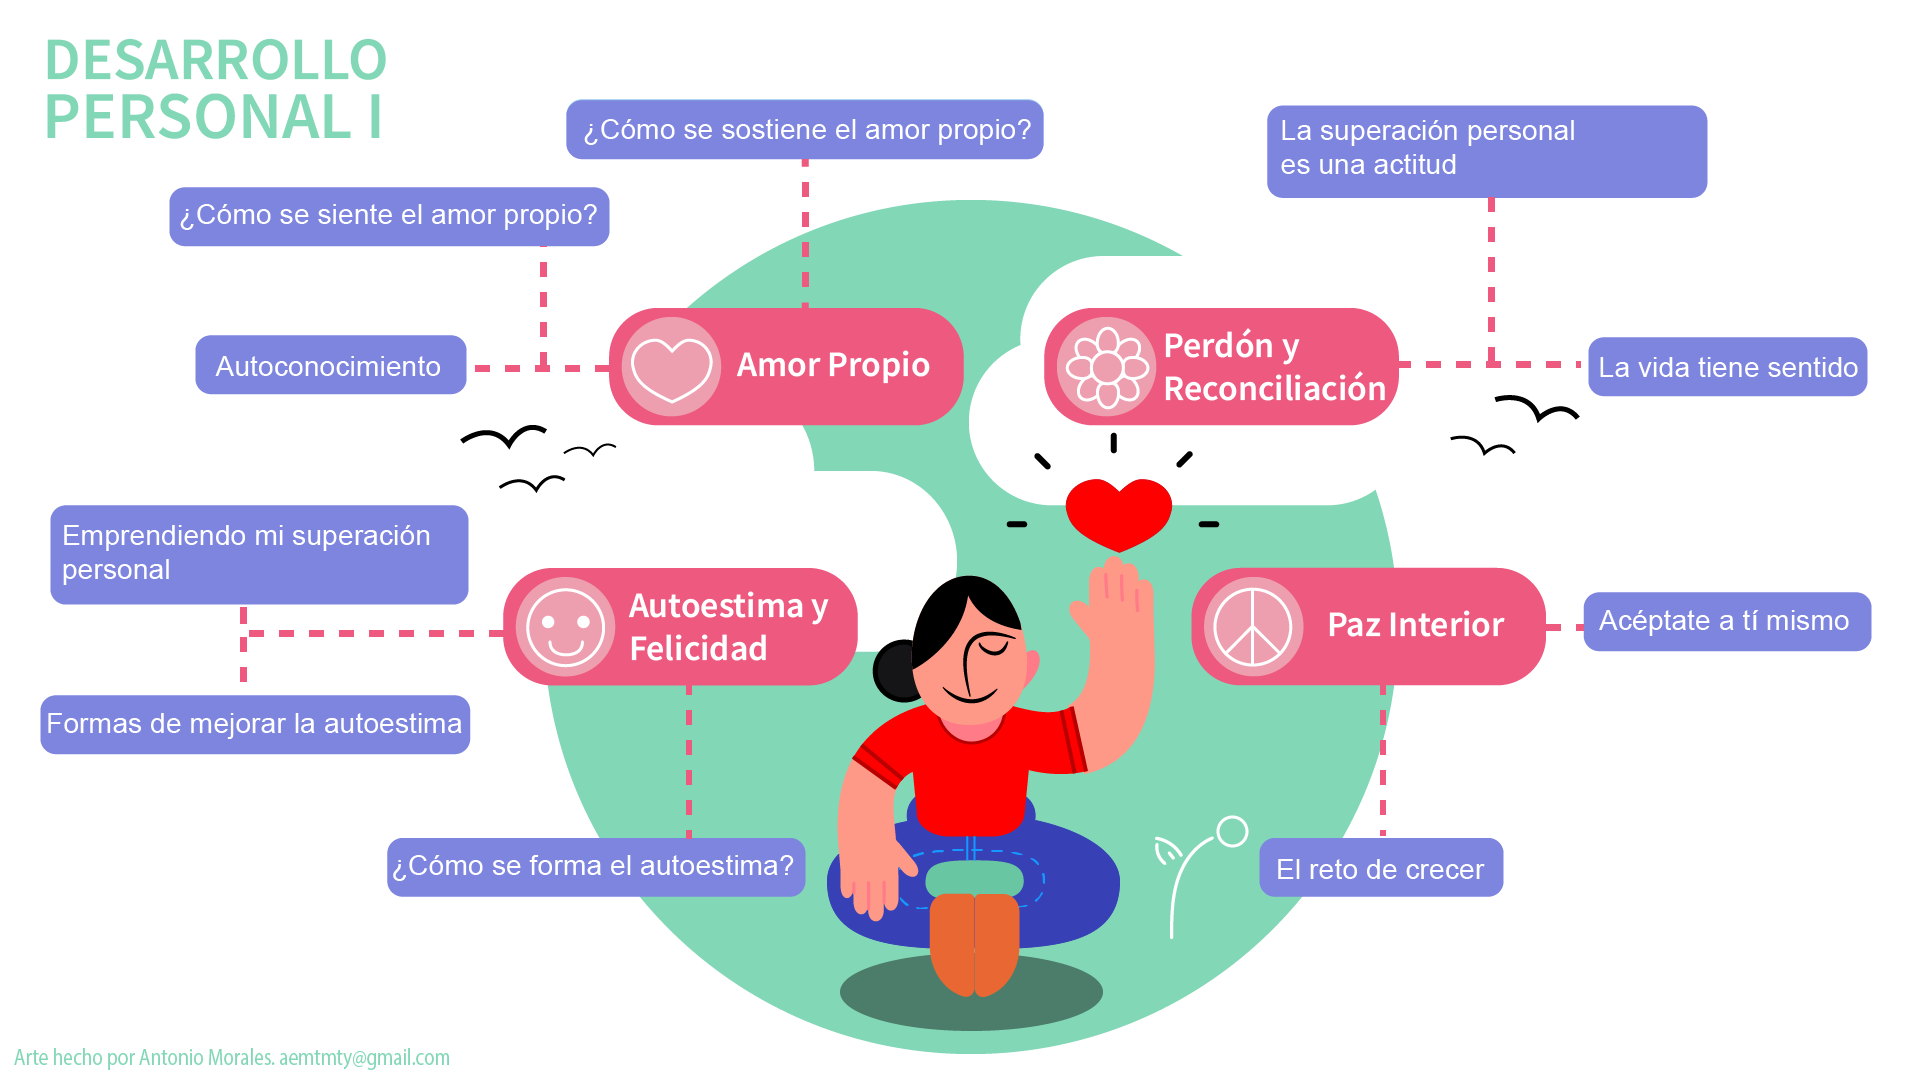 DESARROLLO
PERSONAL I
¿Cómo se sostiene el amor propio?
La superación personal
es una actitud
¿Cómo se siente el amor propio?
Autoconocimiento
Amor Propio
Perdón y
Reconciliación
La vida tiene sentido
Emprendiendo mi superación
personal
Autoestima y
Felicidad
Paz Interior
Acéptate a tí mismo
Formas de mejorar la autoestima
¿Cómo se forma el autoestima?
El reto de crecer
Arte hecho por Antonio Morales. aemtmty@gmail.com